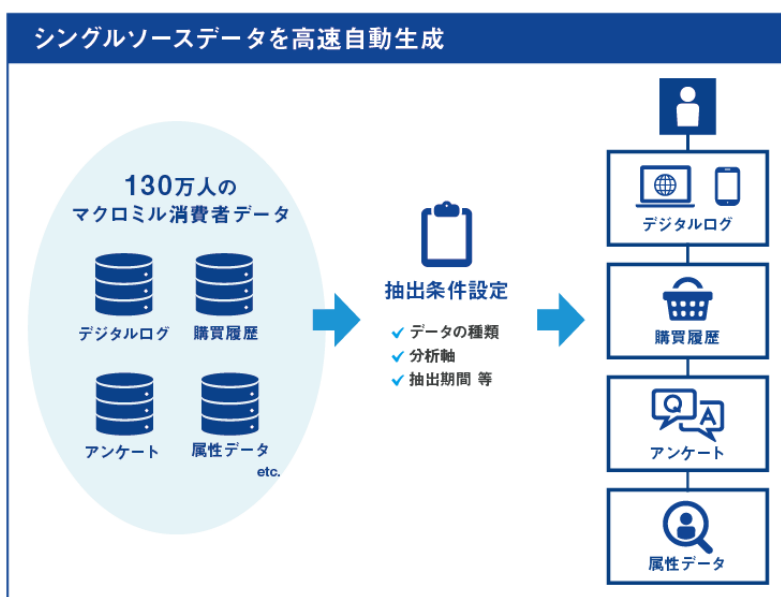 シングルソースデータを高速自動生成
130万人の
マクロミル消費者データ
デジタルログ
購買履歴
アンケート
属性データ
etc.
抽出条件設定
データの種類
分析軸
抽出期間 等
デジタルログ
購買履歴
Q
A
アンケート
属性データ